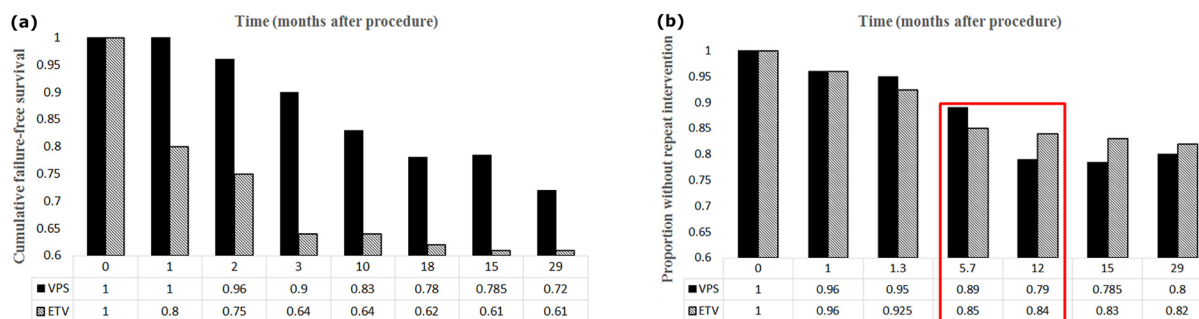 (a)
Time (months after procedure)
Cumulative failure-free survival
1
0.95
0.9
0.85
0.8
0.75
0.7
0.65
0.6
0 1 2 3 10 18 15 29
VPS 1 1 0.96 0.9 0.83 0.78 0.785 0.72
ETV 1 0.8 0.75 0.64 0.64 0.62 0.61 0.61
(b)
Time (months after procedure)
Proportion without repeat intervention
1
0.95
0.9
0.85
0.8
0.75
0.7
0.65
0.6
0 1 1.3 5.7 12 15 29
VPS 1 0.96 0.95 0.89 0.79 0.785 0.8
ETV 1 0.96 0.925 0.85 0.84 0.83 0.82